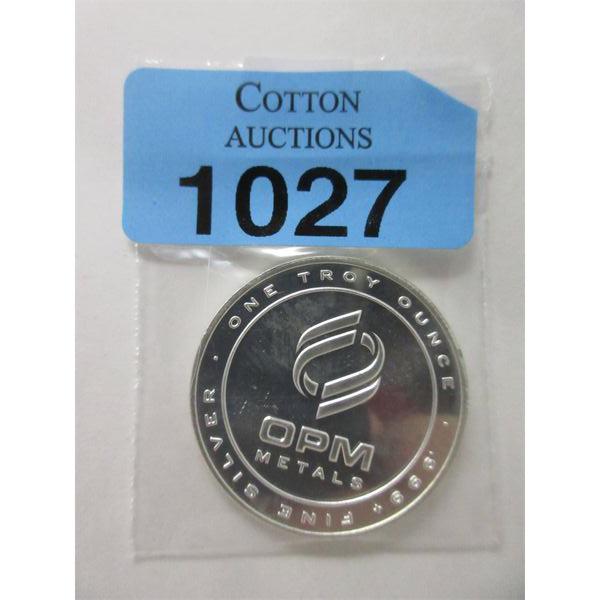 COTTON
AUCTIONS
1027
ONE TROY OUNCE · .999+ FINE SILVER ·
OPM
METALS